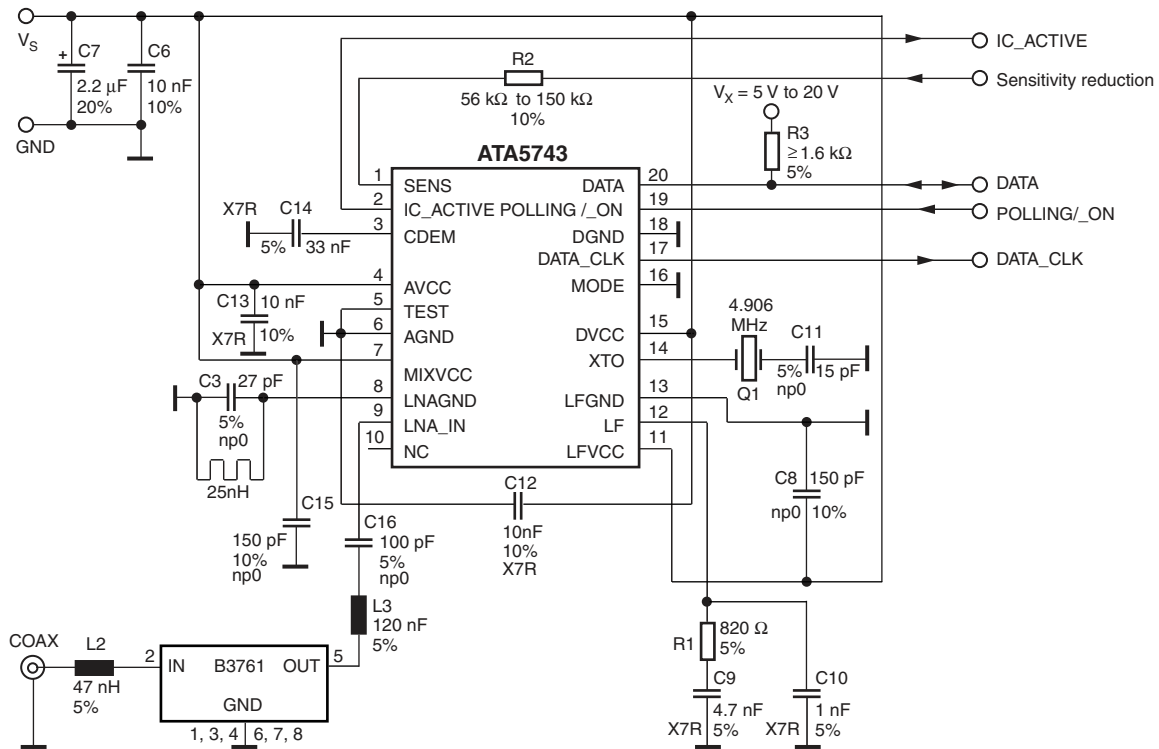 VS
C7
+
2.2 μF
20%
C6
10 nF
10%
GND
IC_ACTIVE
R2
56 kΩ to 150 kΩ
10%
Sensitivity reduction
VX = 5 V to 20 V
R3
≥1.6 kΩ
5%
ATA5743
1 SENS
2 IC_ACTIVE
3 CDEM
4 AVCC
5 TEST
6 AGND
7 MIXVCC
8 LNAGND
9 LNA_IN
10 NC
DATA 20
POLLING /_ON 19
DGND 18
DATA_CLK 17
MODE 16
DVCC 15
XTO 14
LFGND 13
LF 12
LFVCC 11
DATA
POLLING/_ON
DATA_CLK
X7R
C14
5%
33 nF
C13
10 nF
X7R
10%
C3
27 pF
5%
np0
25nH
4.906
MHz
Q1
C11
5%
np0
15 pF
C8
150 pF
np0
10%
C15
150 pF
10%
np0
C16
100 pF
5%
np0
C12
10nF
10%
X7R
L3
120 nF
5%
COAX
L2
47 nH
5%
2 IN
B3761
OUT 5
GND
1, 3, 4
6, 7, 8
R1
820 Ω
5%
C9
4.7 nF
X7R
5%
C10
1 nF
X7R
5%